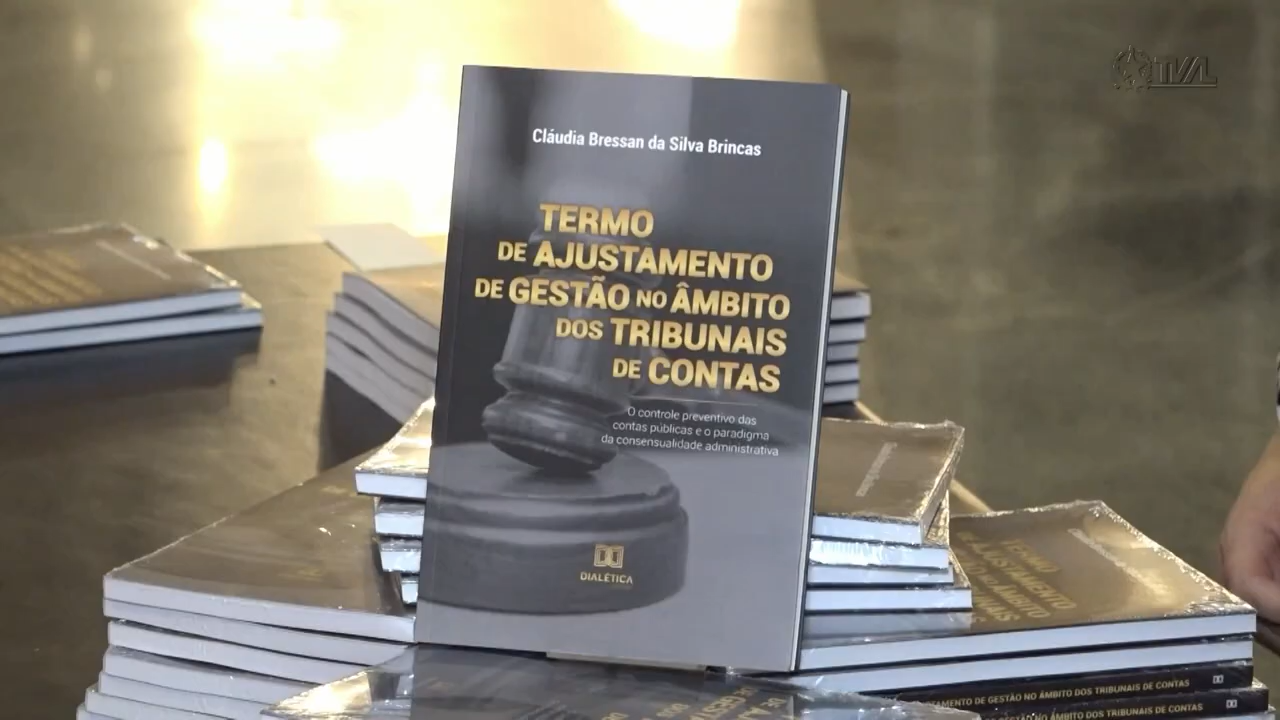 TVAL
Cláudia Bressan da Silva Brincas
TERMO
DE AJUSTAMENTO
DE GESTÃO NO ÂMBITO
DOS TRIBUNAIS
DE CONTAS
O controle preventivo das
contas públicas e o paradigma
da consensualidade administrativa
DIALÉTICA
TERMO
DE AJUSTAMENTO
AJUSTAMENTO DE GESTÃO NO ÂMBITO DOS TRIBUNAIS DE CONTAS
DE GESTÃO NO ÂMBITO DOS TRIBUNAIS DE CONTAS